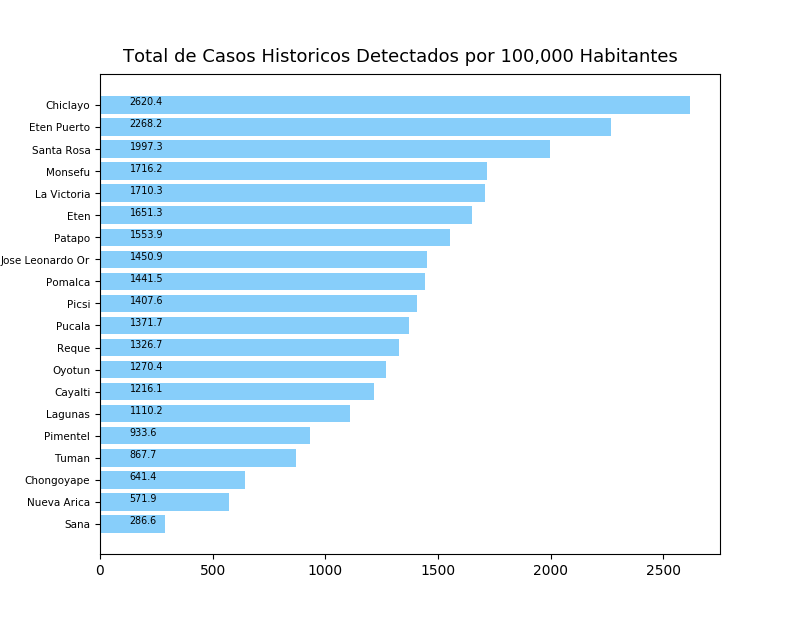 Total de Casos Historicos Detectados por 100,000 Habitantes
Chiclayo 2620.4
Eten Puerto 2268.2
Santa Rosa 1997.3
Monsefu 1716.2
La Victoria 1710.3
Eten 1651.3
Patapo 1553.9
Jose Leonardo Or 1450.9
Pomalca 1441.5
Picsi 1407.6
Pucala 1371.7
Reque 1326.7
Oyotun 1270.4
Cayalti 1216.1
Lagunas 1110.2
Pimentel 933.6
Tuman 867.7
Chongoyape 641.4
Nueva Arica 571.9
Sana 286.6
0 500 1000 1500 2000 2500